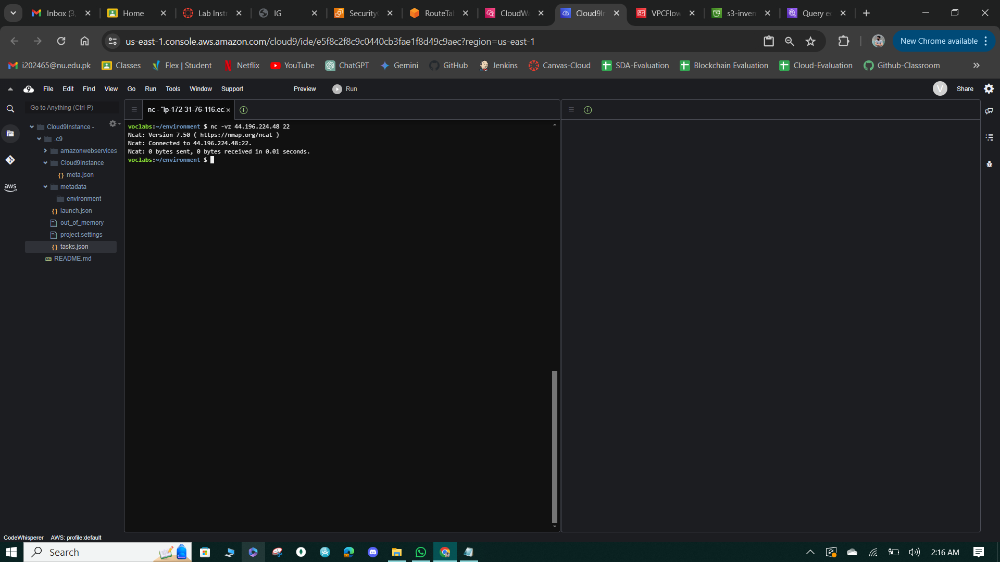 Inbox (3,
Home
Lab Instr
IG
Security
RouteTab
CloudWa
Cloud9In
VPCFlow
s3-inven
Query e
us-east-1.console.aws.amazon.com/cloud9/ide/e5f8c2f8c9c0440cb3fae1f8d49c9aec?region=us-east-1
New Chrome available
i202465@nu.edu.pk
Classes
Flex | Student
Netflix
YouTube
ChatGPT
Gemini
GitHub
Jenkins
Canvas-Cloud
SDA-Evaluation
Blockchain Evaluation
Cloud-Evaluation
Github-Classroom
9 File Edit Find View Go Run Tools Window Support Preview Run
V Share
Go to Anything (Ctrl-P)
Cloud9Instance -
.c9
amazonwebservices
Cloud9Instance
{} meta.json
metadata
environment
{} launch.json
out_of_memory
project.settings
{} tasks.json
README.md
aws
nc - "ip-172-31-76-116.ec
voclabs:~/environment $ nc -vz 44.196.224.48 22
Ncat: Version 7.50 ( https://nmap.org/ncat )
Ncat: Connected to 44.196.224.48:22.
Ncat: 0 bytes sent, 0 bytes received in 0.01 seconds.
voclabs:~/environment $
CodeWhisperer AWS: profile:default
Search
2:16 AM